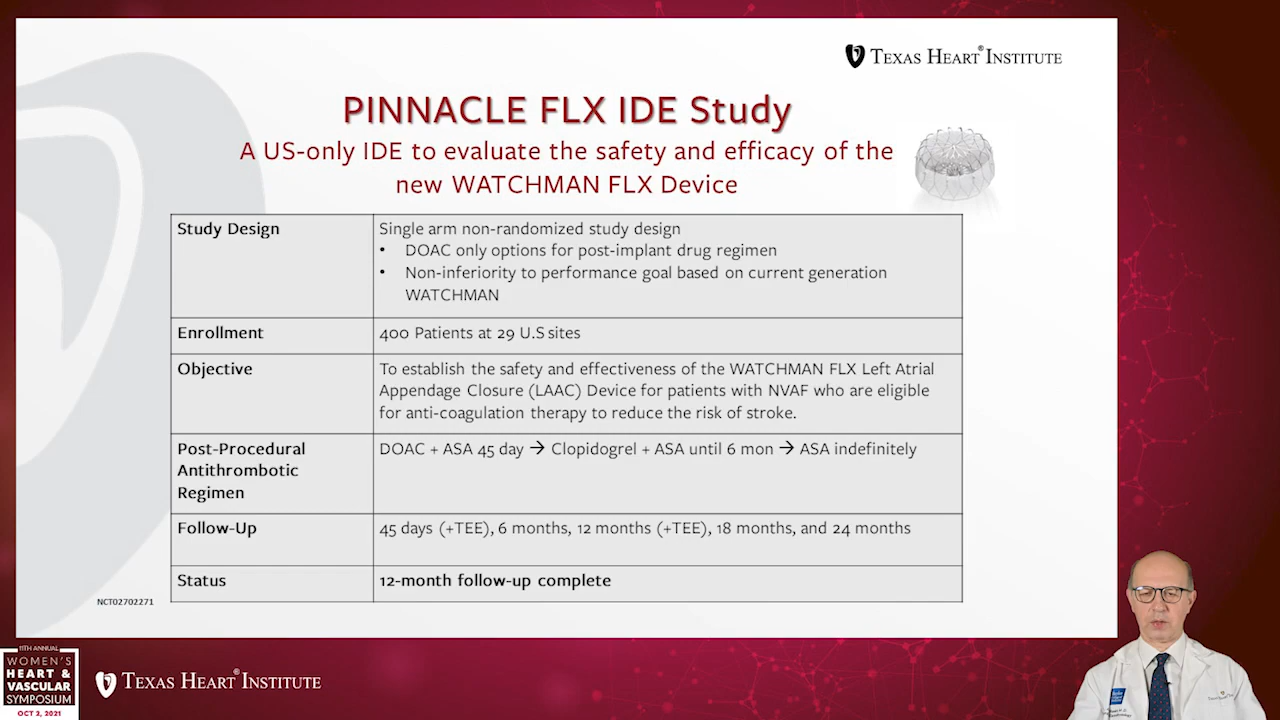 TEXAS HEART® INSTITUTE
PINNACLE FLX IDE Study
A US-only IDE to evaluate the safety and efficacy of the
new WATCHMAN FLX Device
Study Design
Single arm non-randomized study design
• DOAC only options for post-implant drug regimen
• Non-inferiority to performance goal based on current generation
WATCHMAN
Enrollment
400 Patients at 29 U.S sites
Objective
To establish the safety and effectiveness of the WATCHMAN FLX Left Atrial
Appendage Closure (LAAC) Device for patients with NVAF who are eligible
for anti-coagulation therapy to reduce the risk of stroke.
Post-Procedural
Antithrombotic
Regimen
DOAC + ASA 45 day → Clopidogrel + ASA until 6 mon → ASA indefinitely
Follow-Up
45 days (+TEE), 6 months, 12 months (+TEE), 18 months, and 24 months
Status
12-month follow-up complete
NCT02702271
11TH ANNUAL
WOMEN'S
HEART &
VASCULAR
SYMPOSIUM
OCT 2, 2021
TEXAS HEART® INSTITUTE